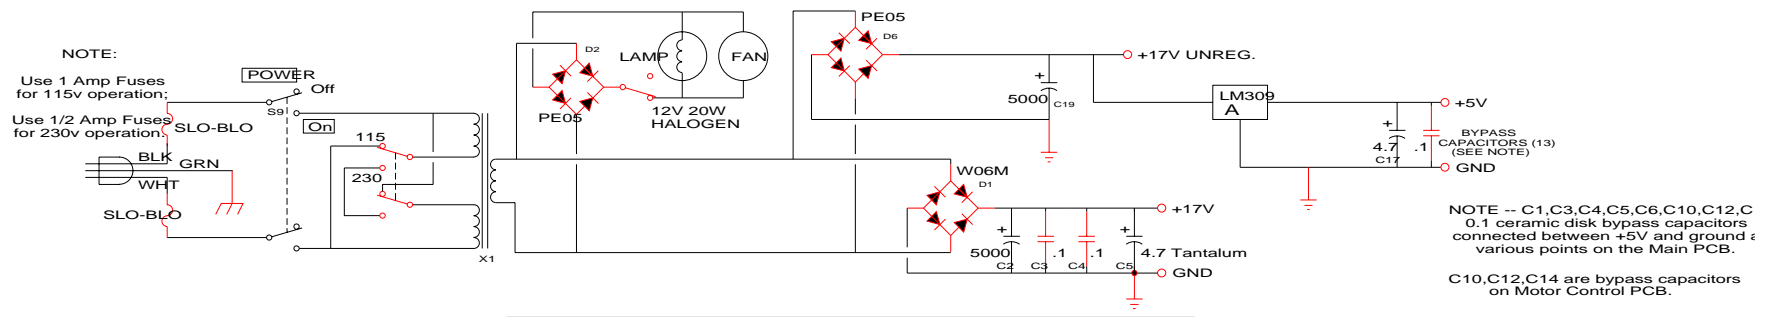 NOTE:
Use 1 Amp Fuses
for 115v operation;
Use 1/2 Amp Fuses
for 230v operation.
POWER
Off
S9
On
SLO-BLO
BLK
GRN
WHT
SLO-BLO
115
230
X1
D2
PE05
LAMP
FAN
12V 20W
HALOGEN
PE05
D6
+17V UNREG.
+
5000
C19
LM309
A
+5V
+
4.7
C17
.1
BYPASS
CAPACITORS (13)
(SEE NOTE)
GND
W06M
D1
+17V
+
5000
C2
.1
C3
.1
C4
+
C5
4.7 Tantalum
GND
NOTE -- C1,C3,C4,C5,C6,C10,C12,C
0.1 ceramic disk bypass capacitors
connected between +5V and ground a
various points on the Main PCB.
C10,C12,C14 are bypass capacitors
on Motor Control PCB.